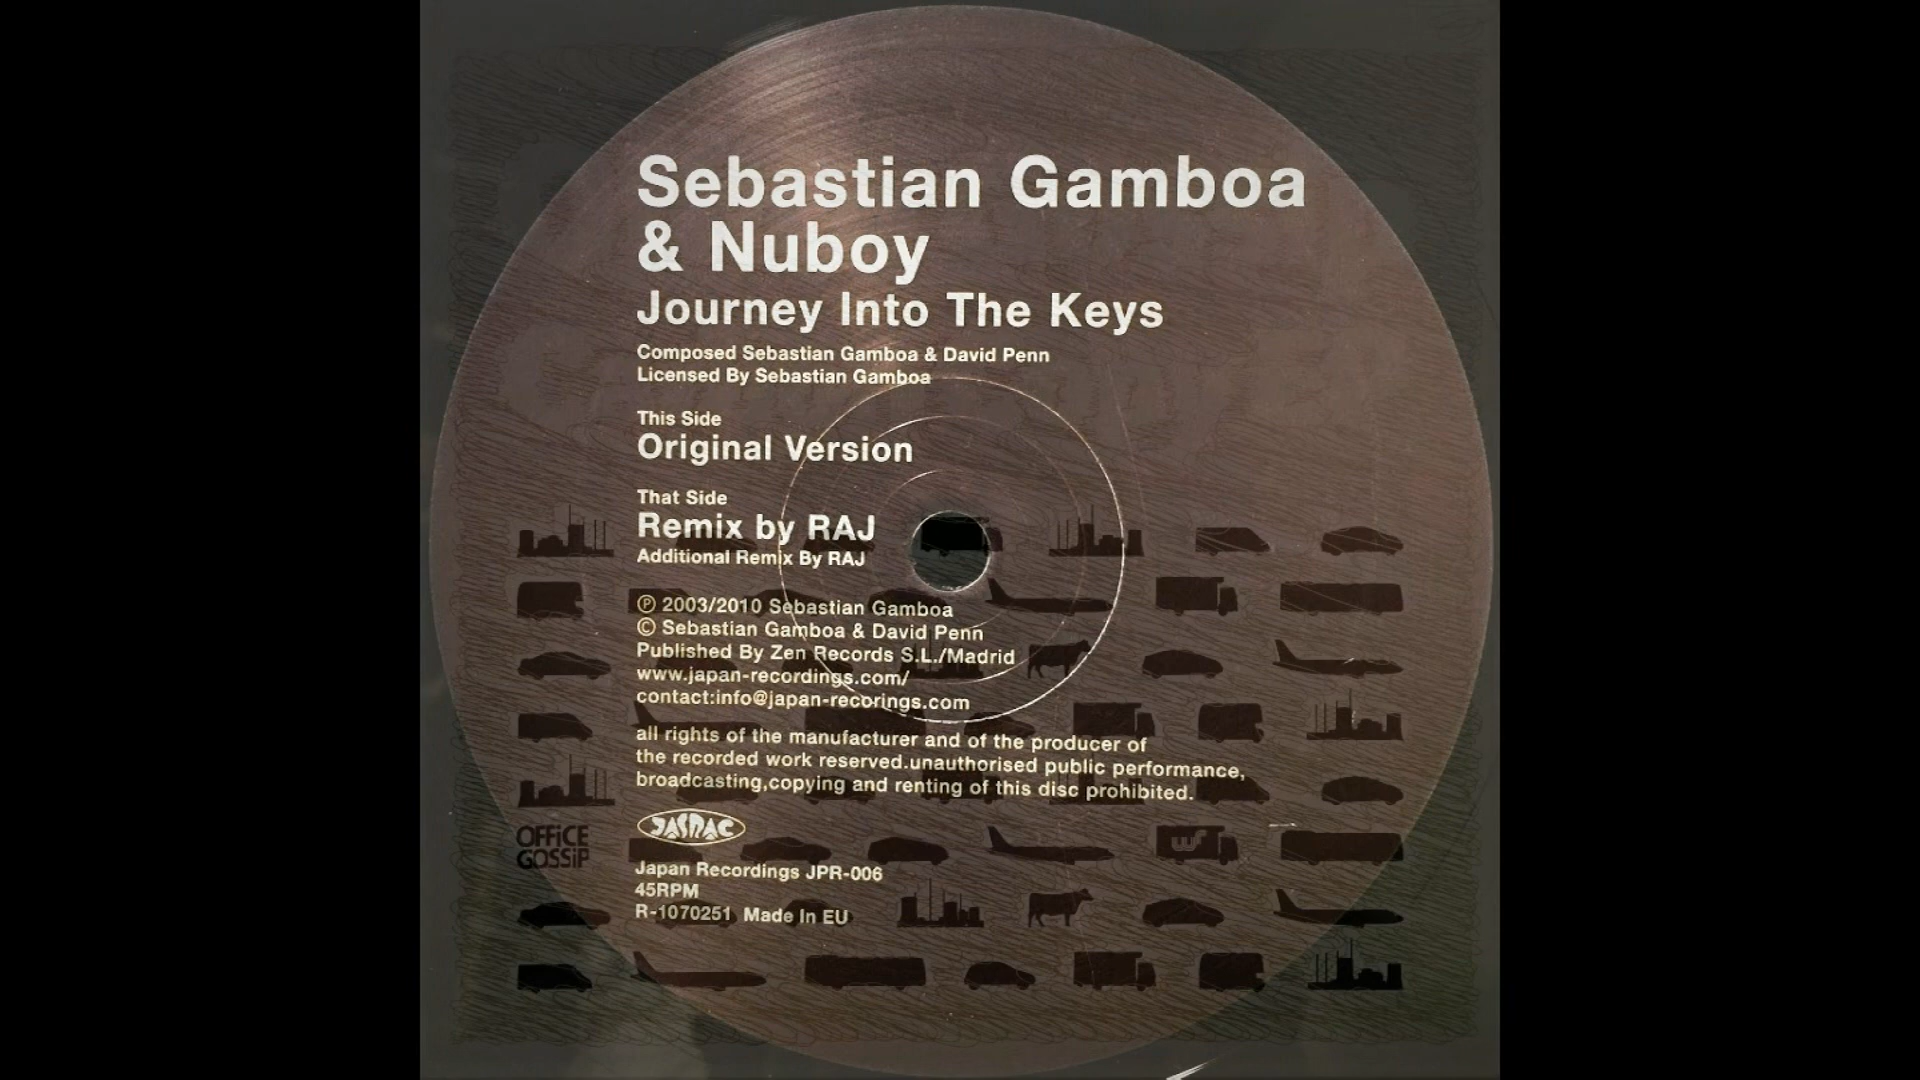 Sebastian Gamboa
& Nuboy
Journey Into The Keys
Composed Sebastian Gamboa & David Penn
Licensed By Sebastian Gamboa
This Side
Original Version
That Side
Remix by RAJ
Additional Remix By RAJ
Ⓟ 2003/2010 Sebastian Gamboa
© Sebastian Gamboa & David Penn
Published By Zen Records S.L./Madrid
www.japan-recordings.com/
contact:info@japan-recorings.com
all rights of the manufacturer and of the producer of
the recorded work reserved.unauthorised public performance,
broadcasting,copying and renting of this disc prohibited.
JASRAC
OFFiCE
GOSSiP
Japan Recordings JPR-006
45RPM
R-1070251 Made In EU